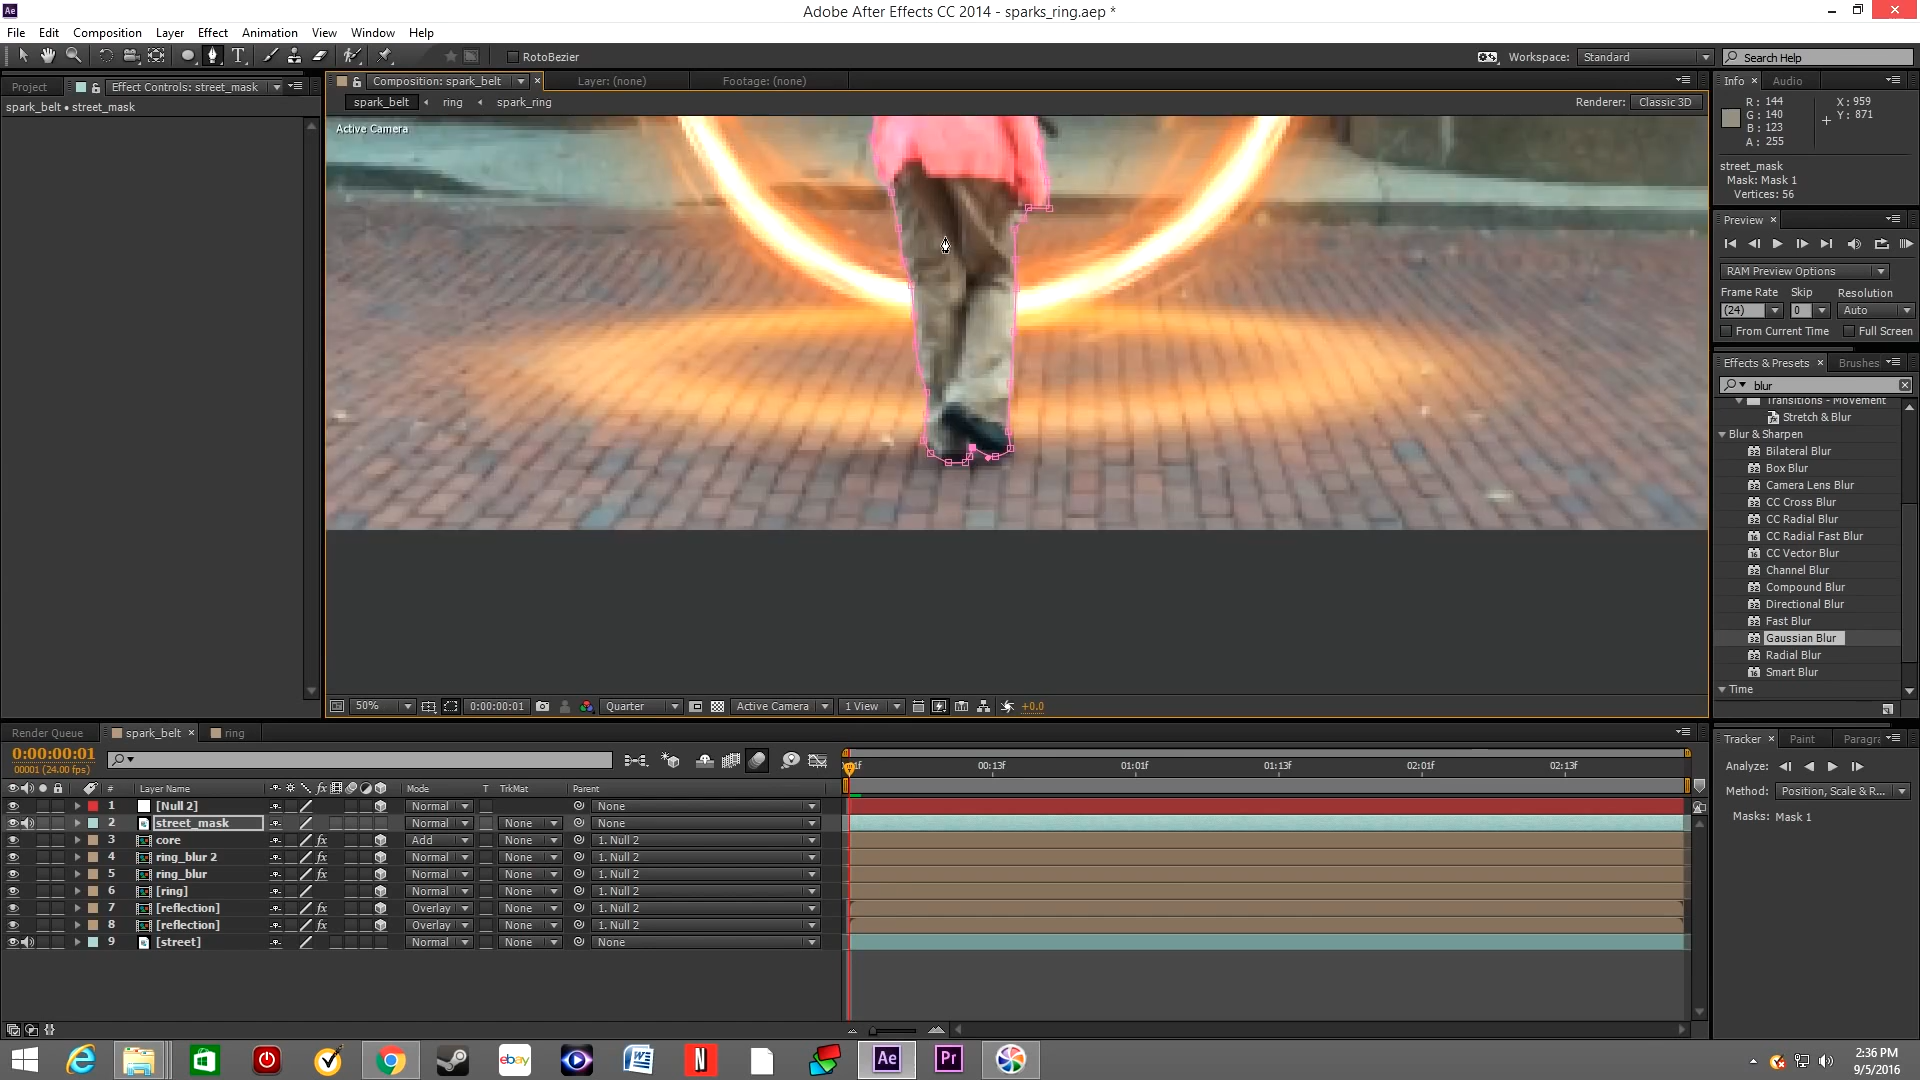 Adobe After Effects CC 2014 - sparks_ring.aep *
File Edit Composition Layer Effect Animation View Window Help
RotoBezier
Workspace: Standard
Search Help
Project
Effect Controls: street_mask
spark_belt • street_mask
Composition: spark_belt
Layer: (none)
Footage: (none)
spark_belt ring spark_ring
Renderer: Classic 3D
Active Camera
Info Audio
R: 144 X: 959
G: 140 Y: 871
B: 123
A: 255
street_mask
Mask: Mask 1
Vertices: 56
Preview
RAM Preview Options
Frame Rate Skip Resolution
(24) 0 Auto
From Current Time Full Screen
Effects & Presets Brushes
blur
Transitions - Movement
Stretch & Blur
Blur & Sharpen
Bilateral Blur
Box Blur
Camera Lens Blur
CC Cross Blur
CC Radial Blur
CC Radial Fast Blur
CC Vector Blur
Channel Blur
Compound Blur
Directional Blur
Fast Blur
Gaussian Blur
Radial Blur
Smart Blur
Time
50% 0:00:00:01 Quarter Active Camera 1 View +0.0
Render Queue spark_belt ring
0:00:00:01
00001 (24.00 fps)
00:13f 01:01f 01:13f 02:01f 02:13f
# Layer Name Mode T TrkMat Parent
1 [Null 2] Normal None
2 street_mask Normal None None
3 core Add None 1. Null 2
4 ring_blur 2 Normal None 1. Null 2
5 ring_blur Normal None 1. Null 2
6 [ring] Normal None 1. Null 2
7 [reflection] Overlay None 1. Null 2
8 [reflection] Overlay None 1. Null 2
9 [street] Normal None None
Tracker Paint Paragra
Analyze:
Method: Position, Scale & R...
Masks: Mask 1
ebay
Ae
Pr
2:36 PM
9/5/2016